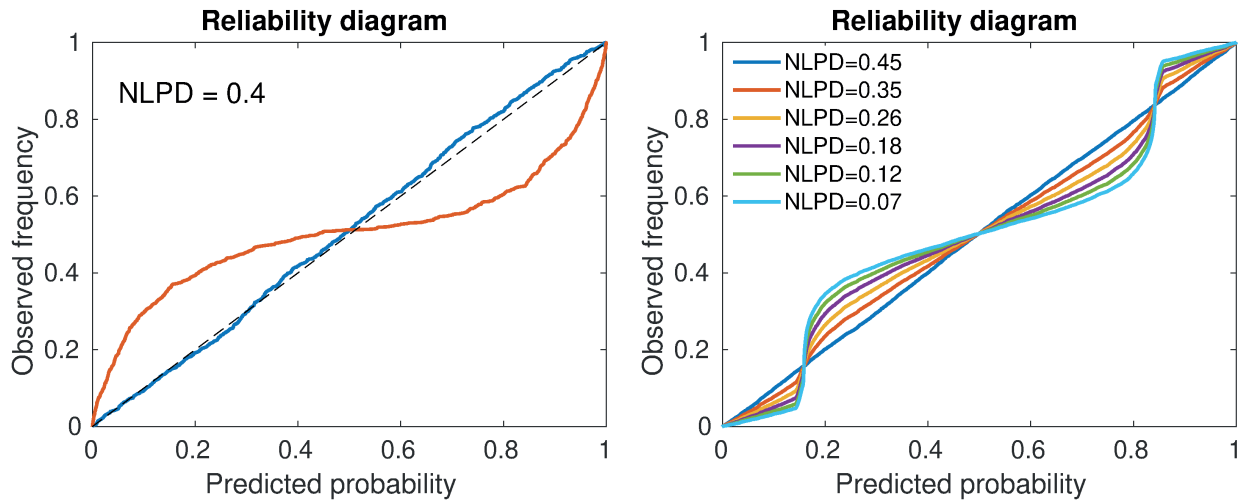 Reliability diagram
NLPD = 0.4
Observed frequency
1
0.8
0.6
0.4
0.2
0
0 0.2 0.4 0.6 0.8 1
Predicted probability
Reliability diagram
NLPD=0.45
NLPD=0.35
NLPD=0.26
NLPD=0.18
NLPD=0.12
NLPD=0.07
Observed frequency
1
0.8
0.6
0.4
0.2
0
0 0.2 0.4 0.6 0.8 1
Predicted probability